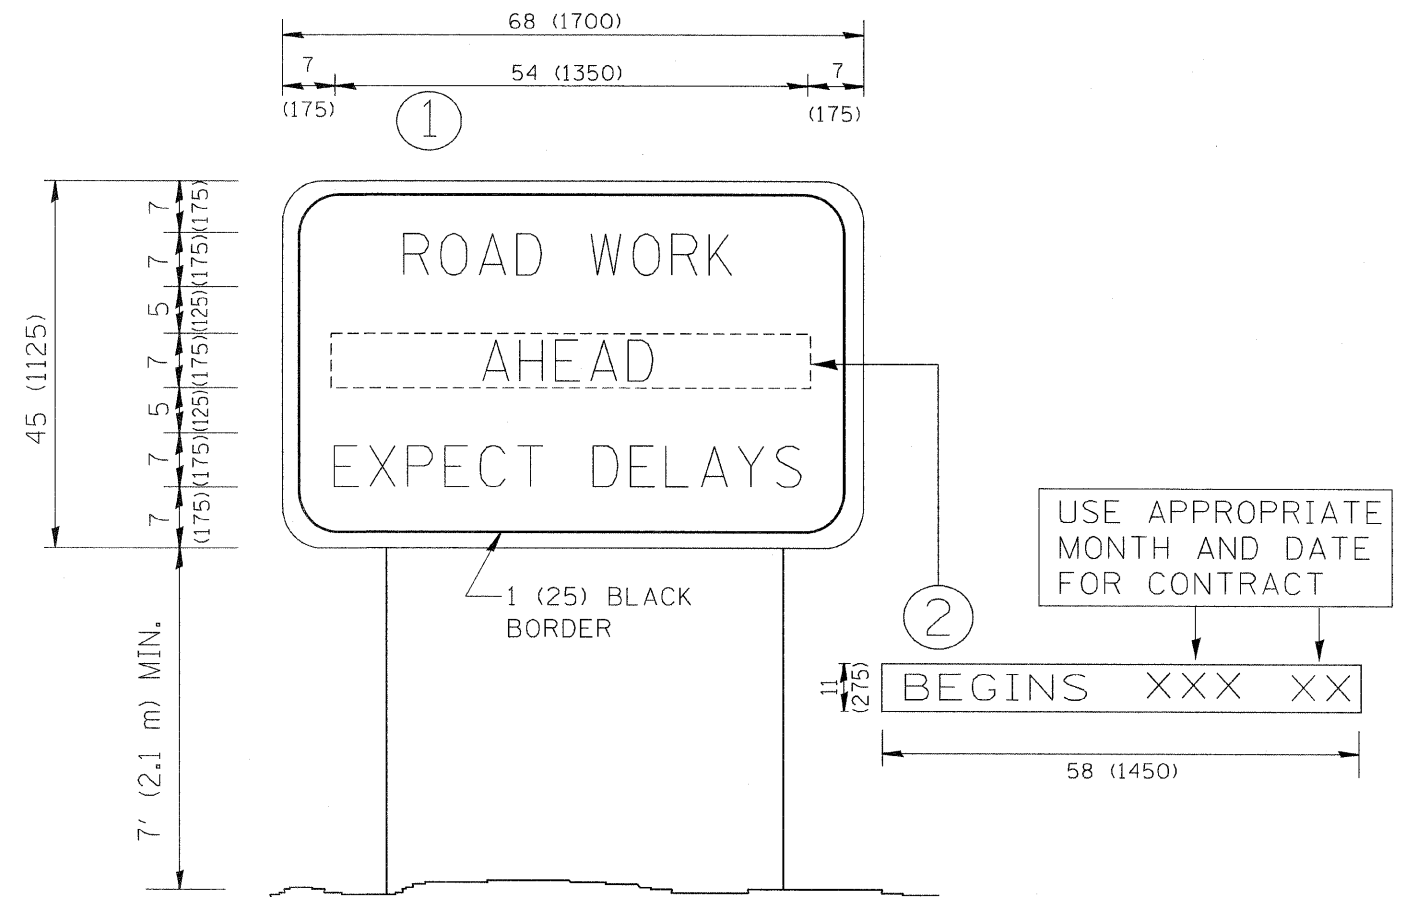 68 (1700)
7
54 (1350)
7
(175)
(175)
1
45 (1125)
7
(175)
7
(175)
5
(125)
7
(175)
5
(125)
7
(175)
7
(175)
ROAD WORK
AHEAD
EXPECT DELAYS
1 (25) BLACK
BORDER
7' (2.1 m) MIN.
USE APPROPRIATE
MONTH AND DATE
FOR CONTRACT
2
11
(275)
BEGINS XXX XX
58 (1450)